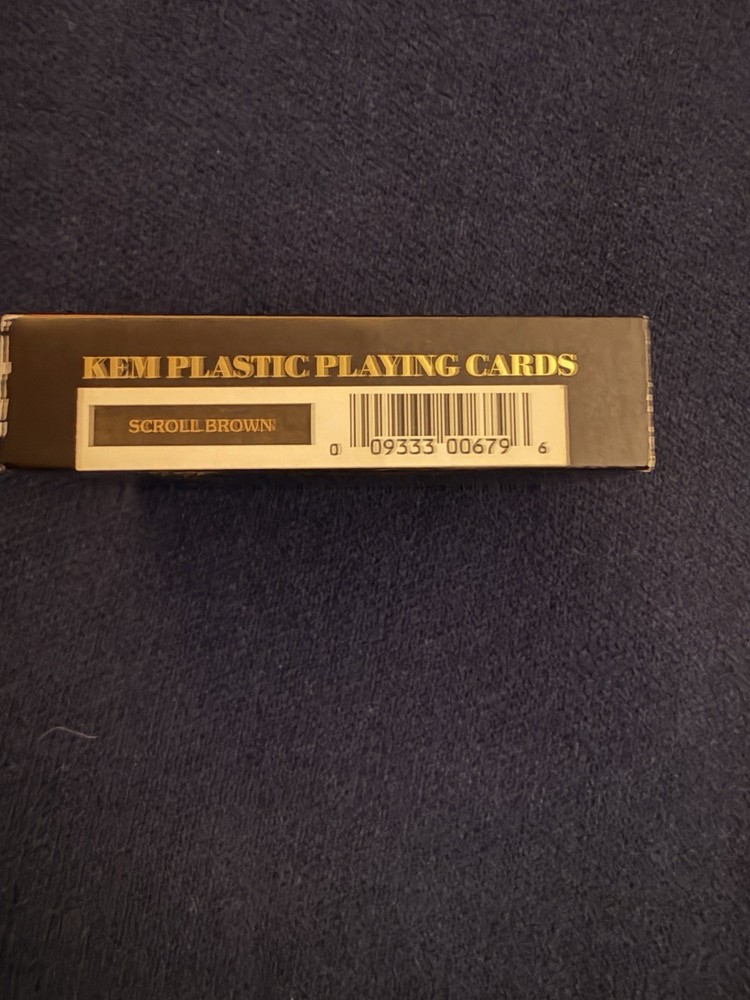 KEM PLASTIC PLAYING CARDS
SCROLL BROWN
0 09333 00679 6